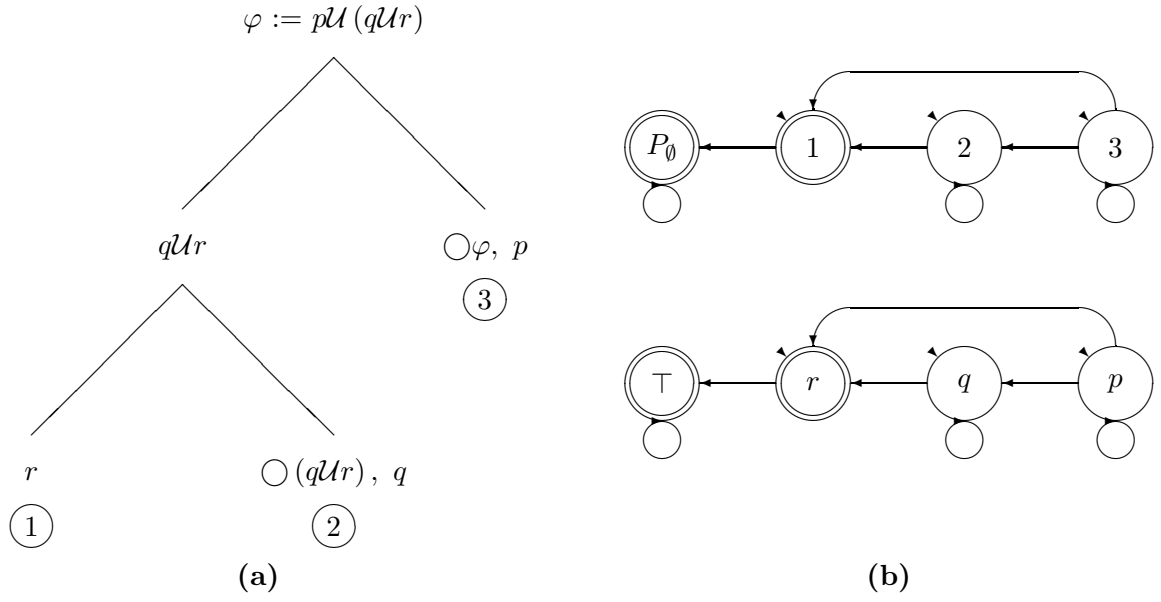 φ := p𝒰 (q𝒰r)
q𝒰r
◯φ, p
3
r
◯ (q𝒰r) , q
1
2
(a)
P∅
1
2
3
⊤
r
q
p
(b)